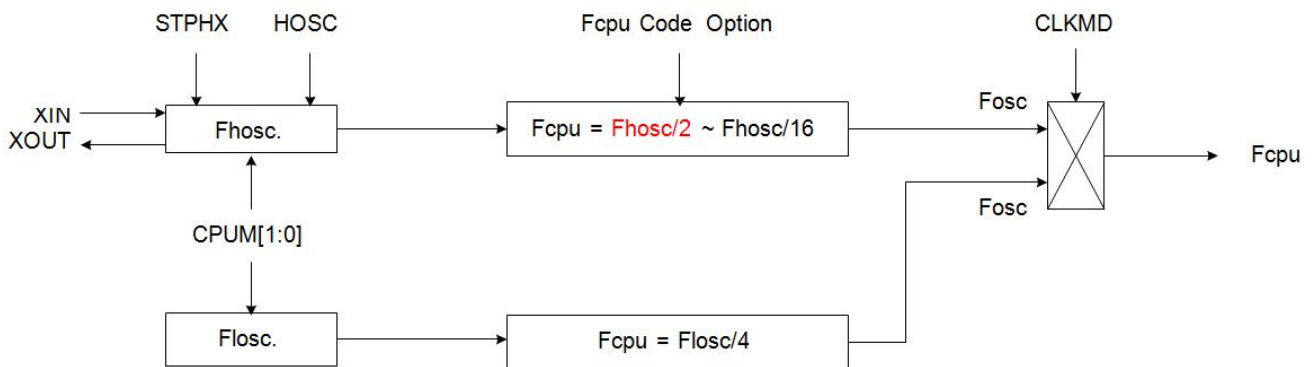 STPHX HOSC Fcpu Code Option CLKMD
XIN
XOUT
Fhosc.
Fcpu = Fhosc/2 ~ Fhosc/16
Fosc
Fcpu
Fosc
CPUM[1:0]
Flosc.
Fcpu = Flosc/4